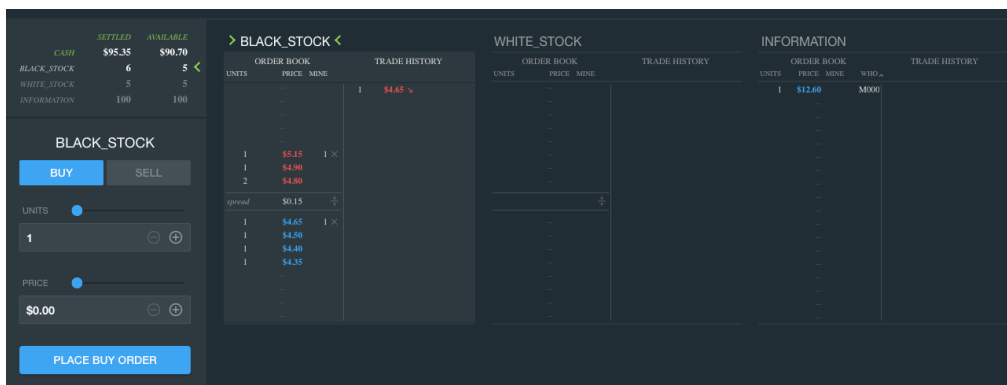 SETTLED AVAILABLE
CASH $95.35 $90.70
BLACK_STOCK 6 5 <
WHITE_STOCK 5 5
INFORMATION 100 100
BLACK_STOCK
BUY SELL
UNITS
1
PRICE
$0.00
PLACE BUY ORDER
> BLACK_STOCK <
ORDER BOOK TRADE HISTORY
UNITS PRICE MINE
1 $4.65
1 $5.15 1 ×
1 $4.90
2 $4.80
spread $0.15
1 $4.65 1 ×
1 $4.50
1 $4.40
1 $4.35
WHITE_STOCK
ORDER BOOK TRADE HISTORY
UNITS PRICE MINE
INFORMATION
ORDER BOOK TRADE HISTORY
UNITS PRICE MINE WHO
1 $12.60 M000